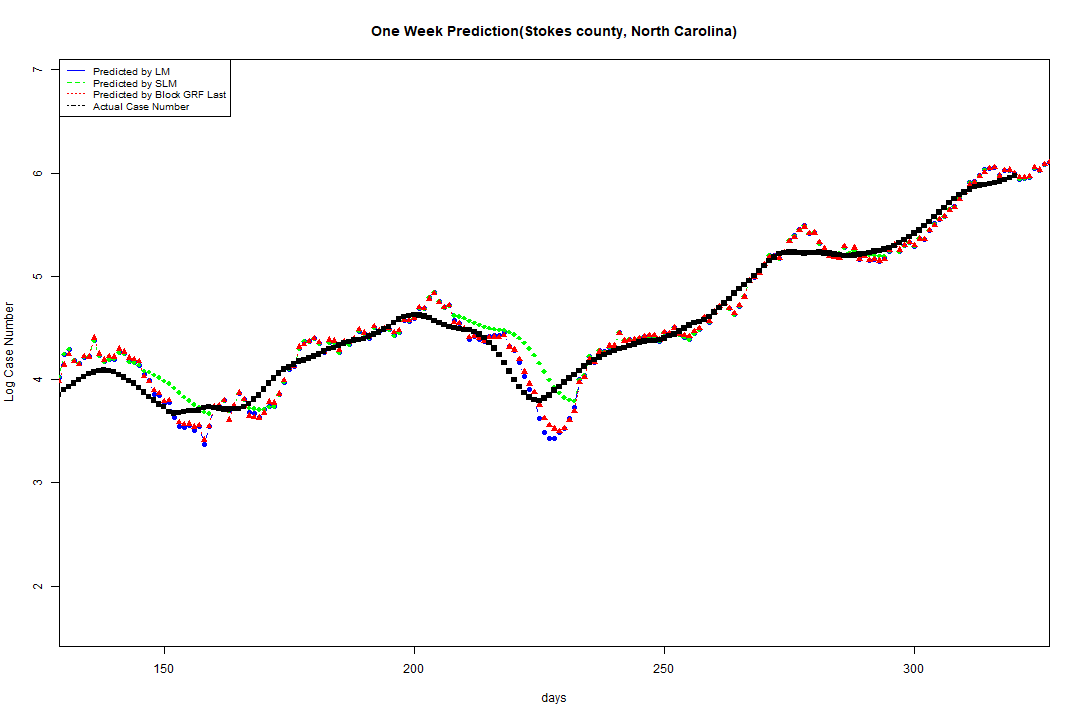 One Week Prediction(Stokes county, North Carolina)
Predicted by LM
Predicted by SLM
Predicted by Block GRF Last
Actual Case Number
7
6
5
4
3
2
Log Case Number
150 200 250 300
days